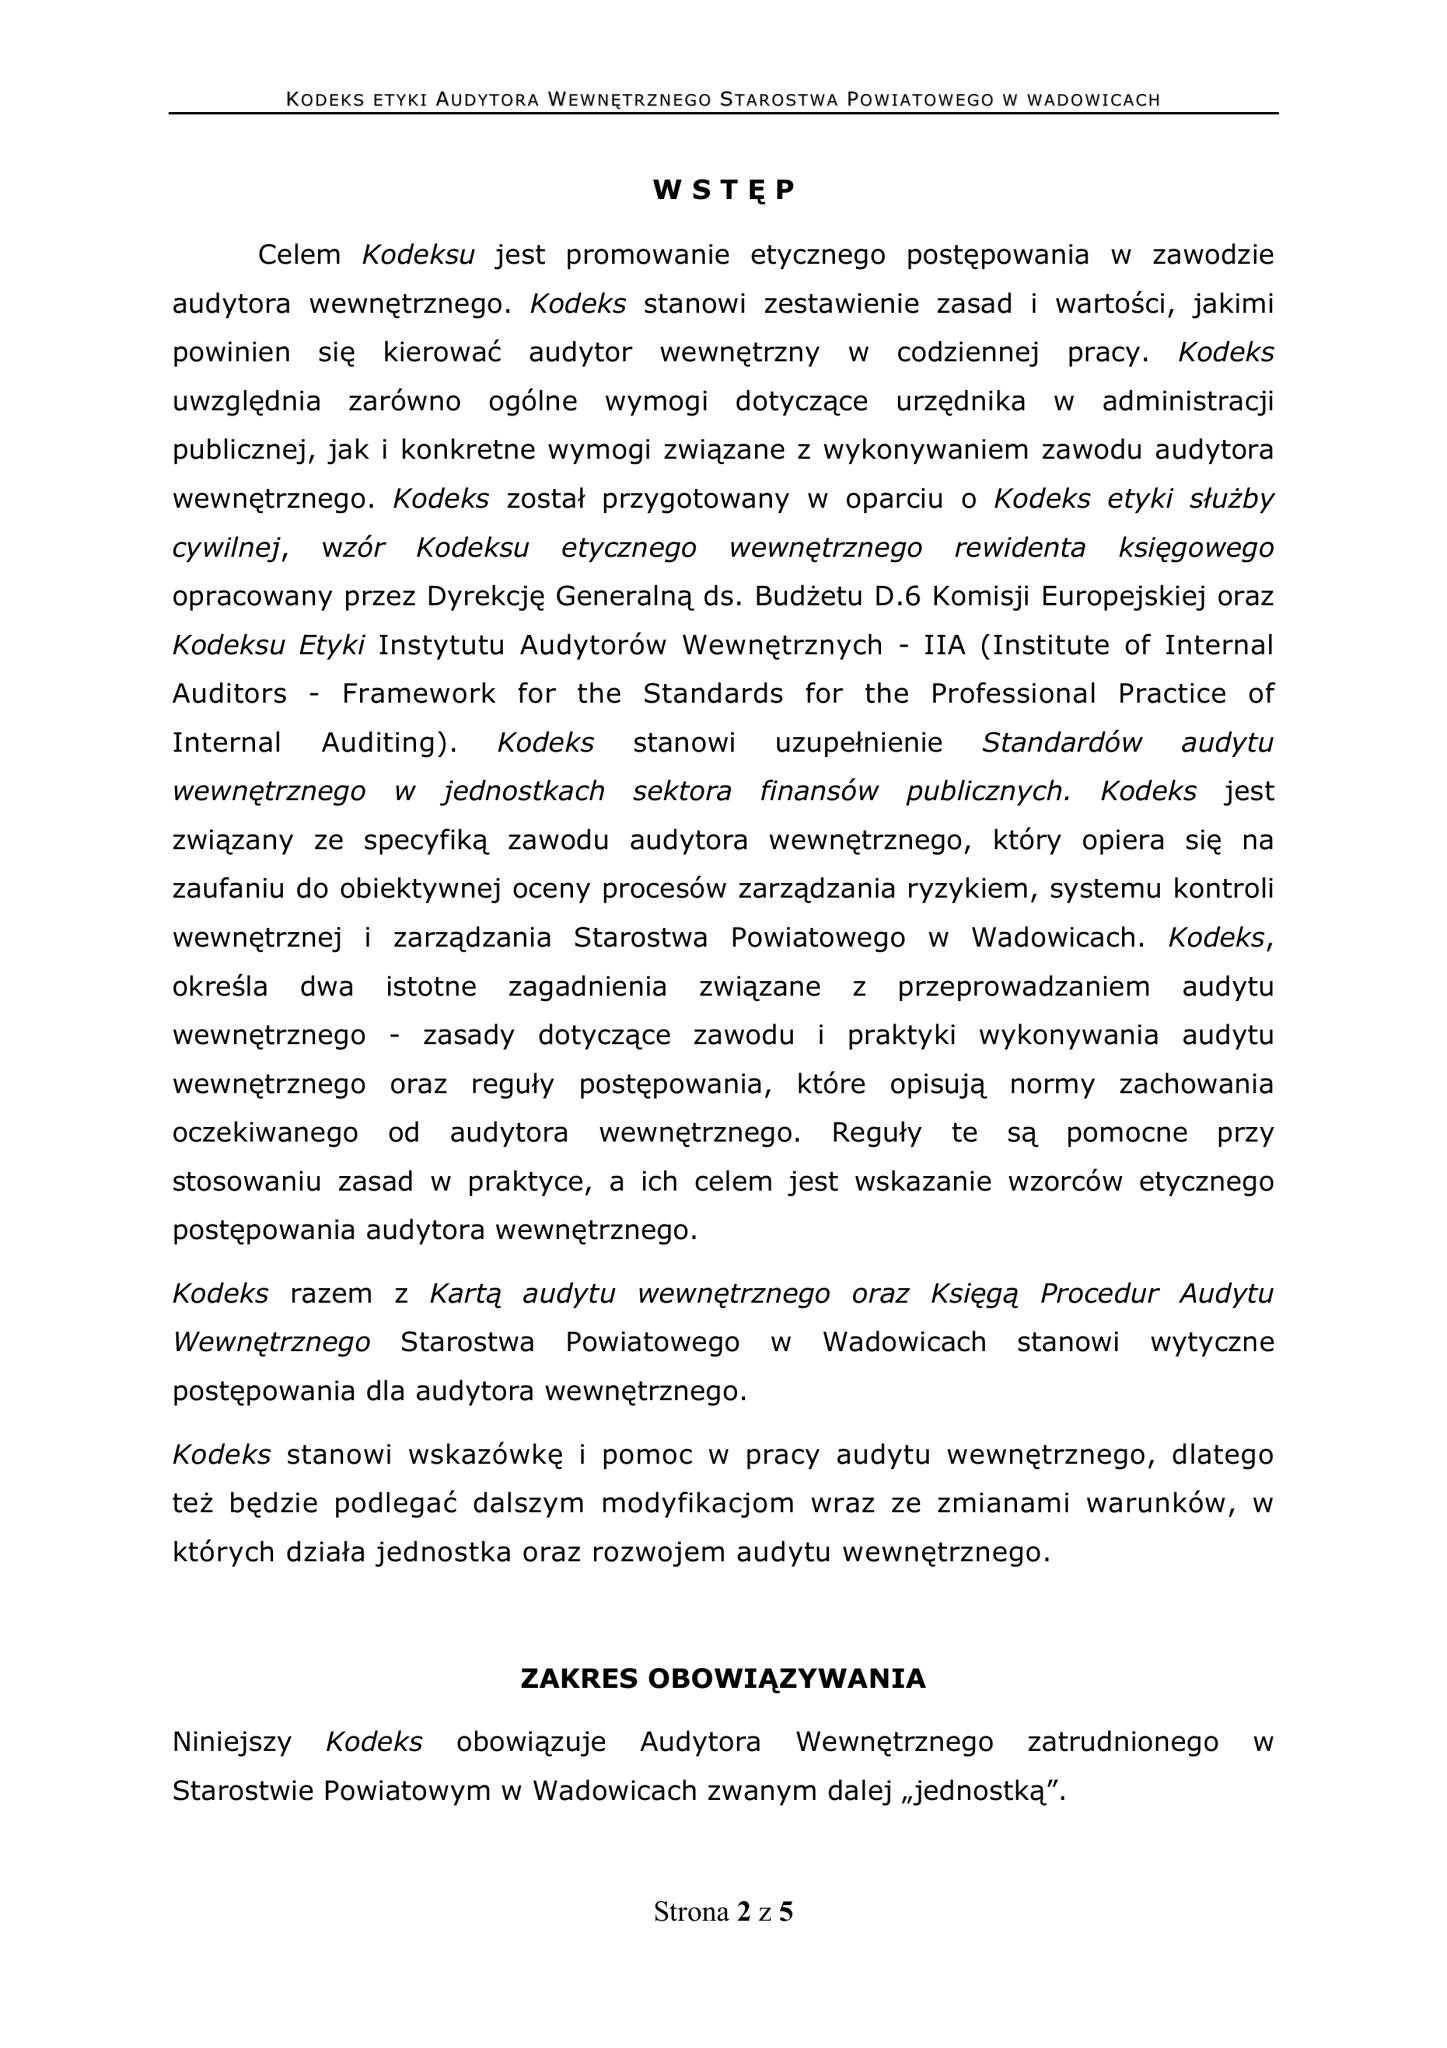 KODEKS ETYKI AUDYTORA WEWNĘTRZNEGO STAROSTWA POWIATOWEGO W WADOWICACH
WSTĘP
Celem Kodeksu jest promowanie etycznego postępowania w zawodzie
audytora wewnętrznego. Kodeks stanowi zestawienie zasad i wartości, jakimi
powinien się kierować audytor wewnętrzny w codziennej pracy. Kodeks
uwzględnia zarówno ogólne wymogi dotyczące urzędnika w administracji
publicznej, jak i konkretne wymogi związane z wykonywaniem zawodu audytora
wewnętrznego. Kodeks został przygotowany w oparciu o Kodeks etyki służby
cywilnej, wzór Kodeksu etycznego wewnętrznego rewidenta księgowego
opracowany przez Dyrekcję Generalną ds. Budżetu D.6 Komisji Europejskiej oraz
Kodeksu Etyki Instytutu Audytorów Wewnętrznych - IIA (Institute of Internal
Auditors - Framework for the Standards for the Professional Practice of
Internal Auditing). Kodeks stanowi uzupełnienie Standardów audytu
wewnętrznego w jednostkach sektora finansów publicznych. Kodeks jest
związany ze specyfiką zawodu audytora wewnętrznego, który opiera się na
zaufaniu do obiektywnej oceny procesów zarządzania ryzykiem, systemu kontroli
wewnętrznej i zarządzania Starostwa Powiatowego w Wadowicach. Kodeks,
określa dwa istotne zagadnienia związane z przeprowadzaniem audytu
wewnętrznego - zasady dotyczące zawodu i praktyki wykonywania audytu
wewnętrznego oraz reguły postępowania, które opisują normy zachowania
oczekiwanego od audytora wewnętrznego. Reguły te są pomocne przy
stosowaniu zasad w praktyce, a ich celem jest wskazanie wzorców etycznego
postępowania audytora wewnętrznego.
Kodeks razem z Kartą audytu wewnętrznego oraz Księgą Procedur Audytu
Wewnętrznego Starostwa Powiatowego w Wadowicach stanowi wytyczne
postępowania dla audytora wewnętrznego.
Kodeks stanowi wskazówkę i pomoc w pracy audytu wewnętrznego, dlatego
też będzie podlegać dalszym modyfikacjom wraz ze zmianami warunków, w
których działa jednostka oraz rozwojem audytu wewnętrznego.
ZAKRES OBOWIĄZYWANIA
Niniejszy Kodeks obowiązuje Audytora Wewnętrznego zatrudnionego w
Starostwie Powiatowym w Wadowicach zwanym dalej „jednostką”.
Strona 2 z 5